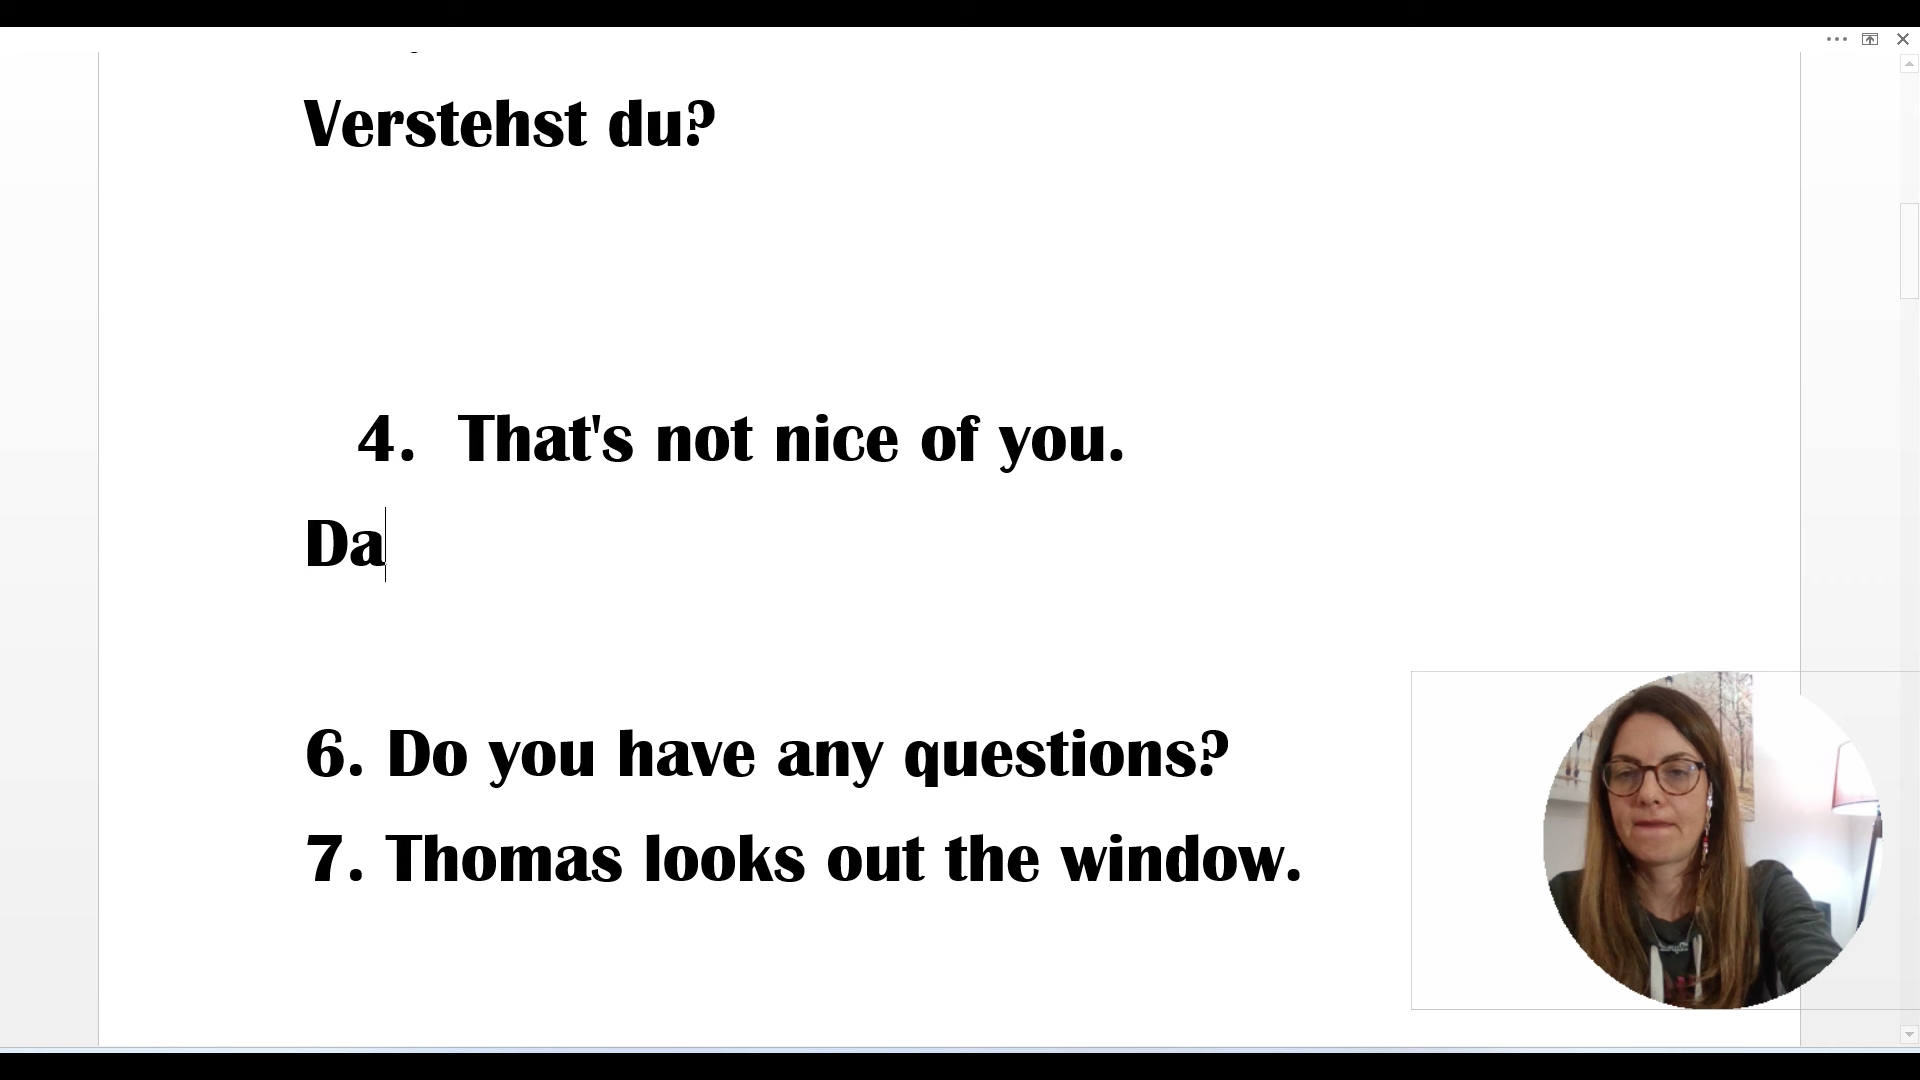 Verstehst du?
4. That's not nice of you.
Da
6. Do you have any questions?
7. Thomas looks out the window.